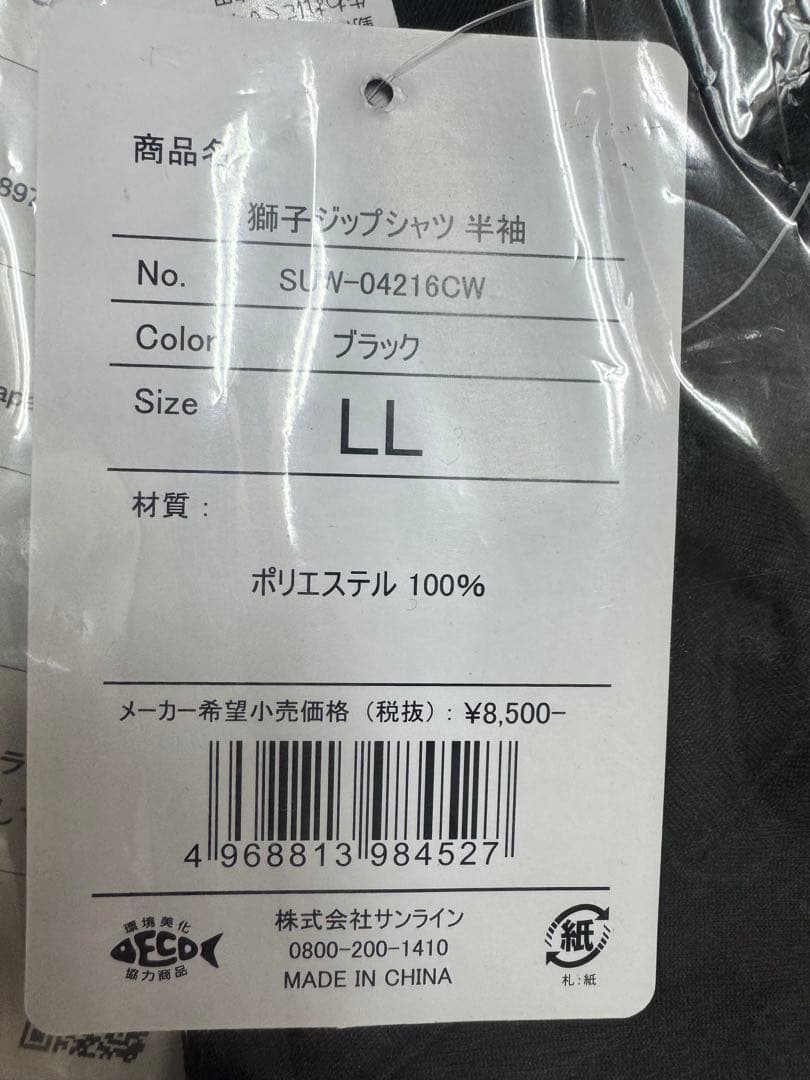 897
商品名
獅子ジップシャツ 半袖
No. SUW-04216CW
Color ブラック
Size LL
材質：
ポリエステル 100%
メーカー希望小売価格（税抜）: ¥8,500-
4 968813 984527
環境美化
ECO
協力商品
株式会社サンライン
0800-200-1410
MADE IN CHINA
紙
札:紙